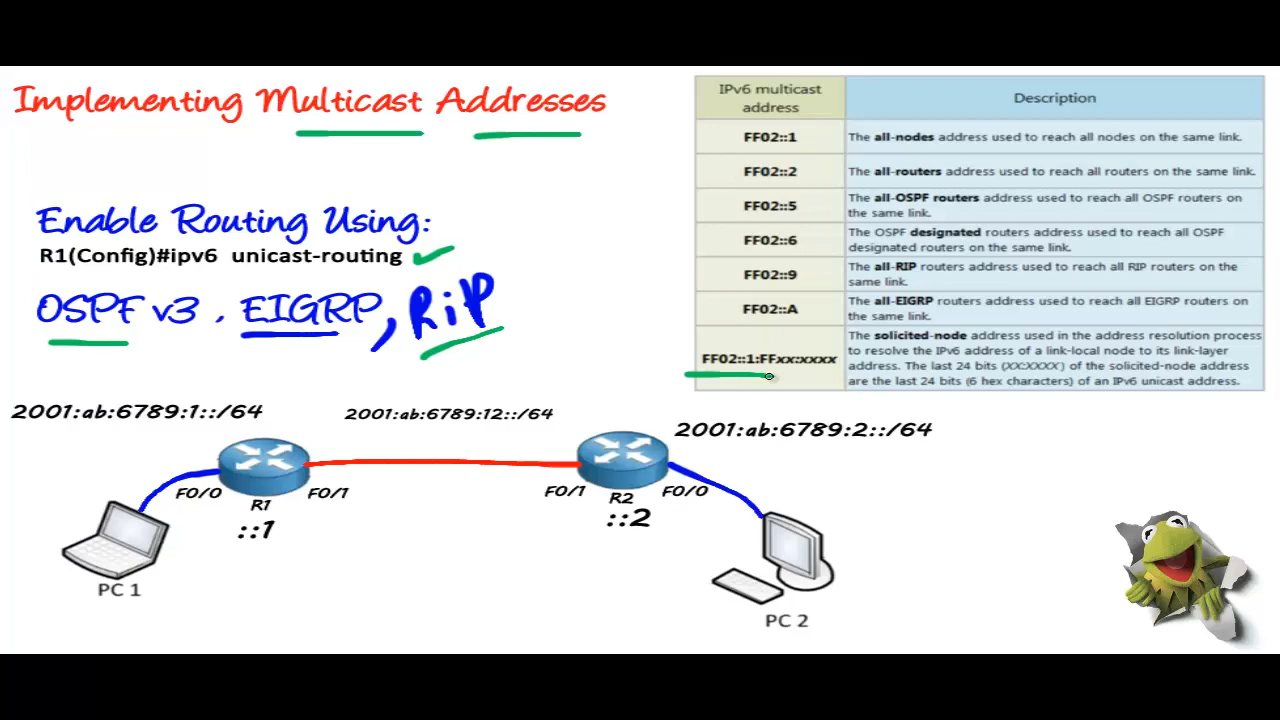 Implementing Multicast Addresses
Enable Routing Using:
R1(Config)#ipv6 unicast-routing
OSPF v3 , EIGRP, RiP
IPv6 multicast
address
Description
FF02::1
The all-nodes address used to reach all nodes on the same link.
FF02::2
The all-routers address used to reach all routers on the same link.
FF02::5
The all-OSPF routers address used to reach all OSPF routers on
the same link.
FF02::6
The OSPF designated routers address used to reach all OSPF
designated routers on the same link.
FF02::9
The all-RIP routers address used to reach all RIP routers on the
same link.
FF02::A
The all-EIGRP routers address used to reach all EIGRP routers on
the same link.
FF02::1:FFxx:xxxx
The solicited-node address used in the address resolution process
to resolve the IPv6 address of a link-local node to its link-layer
address. The last 24 bits (XX:XXXX) of the solicited-node address
are the last 24 bits (6 hex characters) of an IPv6 unicast address.
2001:ab:6789:1::/64
2001:ab:6789:12::/64
2001:ab:6789:2::/64
F0/0
R1
F0/1
::1
F0/1
R2
F0/0
::2
PC 1
PC 2